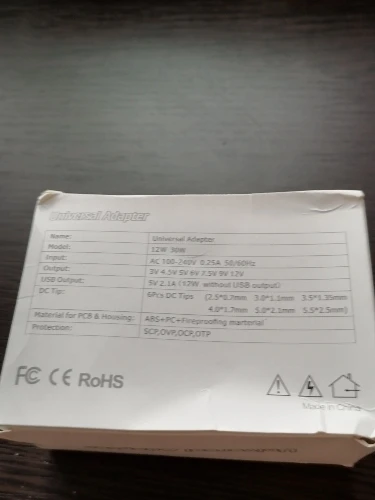 Universal Adapter
Name: Universal Adapter
Model: 12W 30W
Input: AC 100-240V 0.25A 50/60Hz
Output: 3V 4.5V 5V 6V 7.5V 9V 12V
USB Output: 5V 2.1A (12W without USB output)
DC Tip: 6Pcs DC Tips (2.5*0.7mm 3.0*1.1mm 3.5*1.35mm
4.0*1.7mm 5.0*2.1mm 5.5*2.5mm)
Material for PCB & Housing: ABS+PC+Fireproofing marterial
Protection: SCP,OVP,OCP,OTP
FC CE RoHS
Made in China